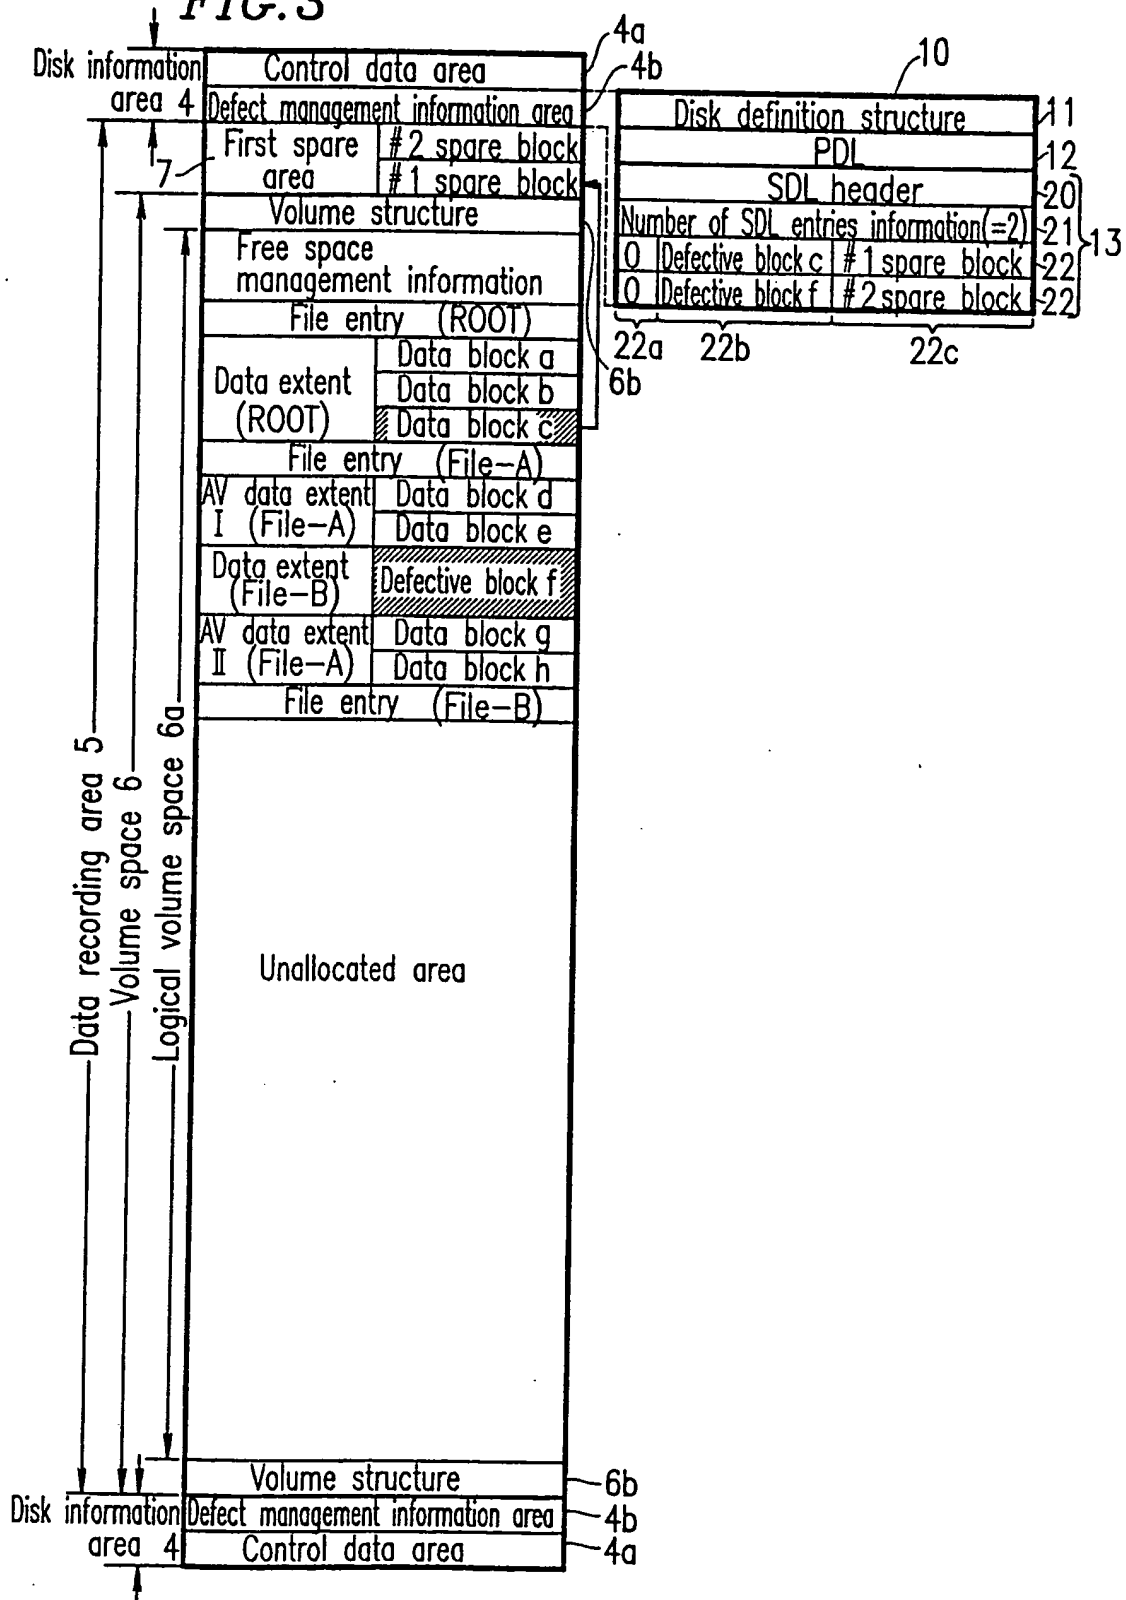 FIG.3
Disk information
area 4
Control data area
4a
Defect management information area
4b
7
First spare
area
#2 spare block
#1 spare block
Volume structure
6b
Free space
management information
File entry (ROOT)
Data extent
(ROOT)
Data block a
Data block b
Data block c
File entry (File-A)
AV data extent
I (File-A)
Data block d
Data block e
Data extent
(File-B)
Defective block f
AV data extent
II (File-A)
Data block g
Data block h
File entry (File-B)
Unallocated area
Data recording area 5
Volume space 6
Logical volume space 6a
Volume structure
6b
Disk information
area 4
Defect management information area
4b
Control data area
4a
10
Disk definition structure
11
PDL
12
SDL header
20
Number of SDL entries information(=2)
21
13
0 Defective block c #1 spare block
22
0 Defective block f #2 spare block
22
22a
22b
22c